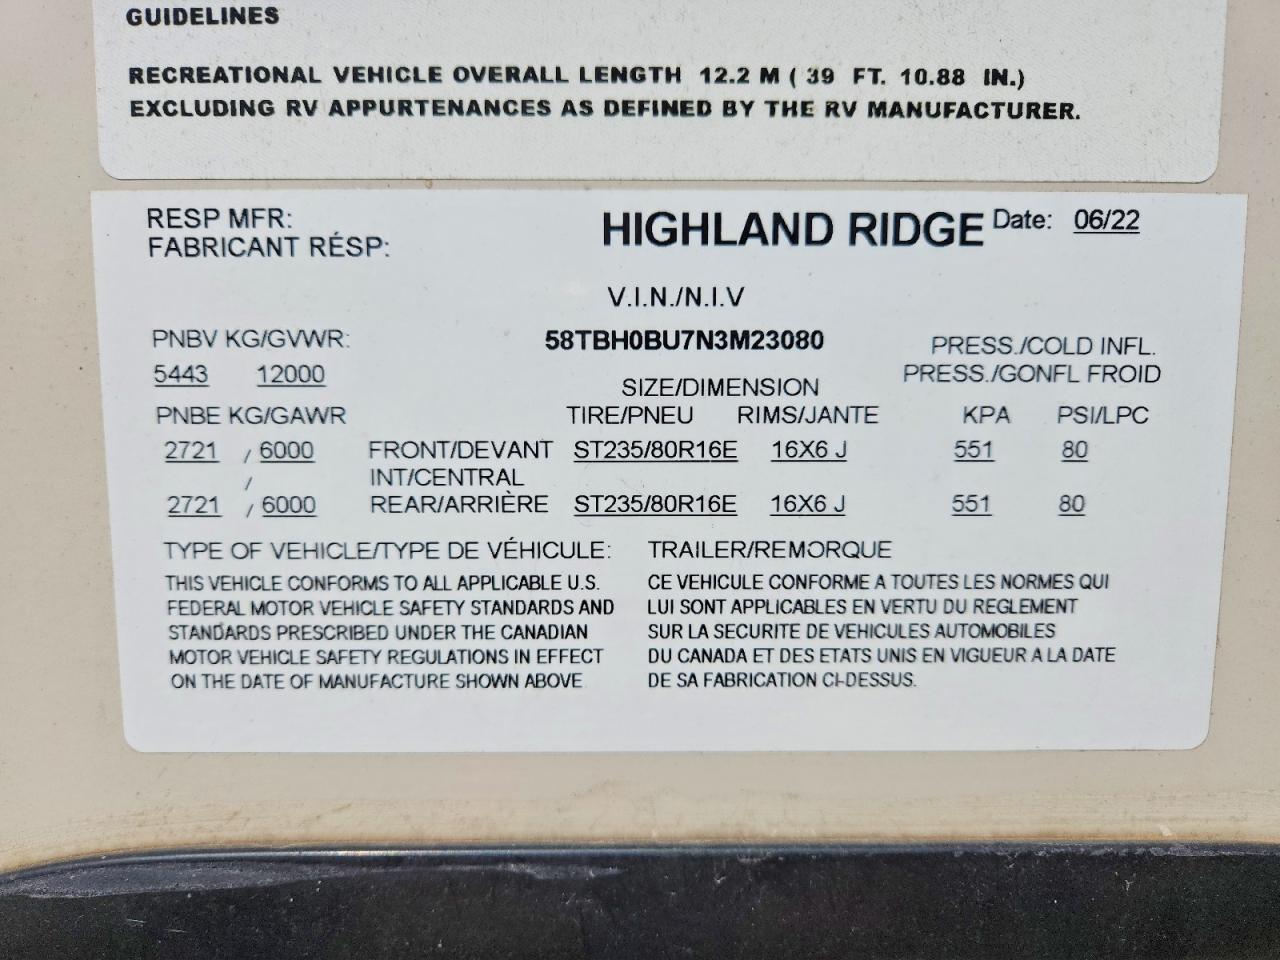 GUIDELINES
RECREATIONAL VEHICLE OVERALL LENGTH 12.2 M ( 39 FT. 10.88 IN.)
EXCLUDING RV APPURTENANCES AS DEFINED BY THE RV MANUFACTURER.
RESP MFR: HIGHLAND RIDGE Date: 06/22
FABRICANT RÉSP:
V.I.N./N.I.V
PNBV KG/GVWR: 58TBH0BU7N3M23080 PRESS./COLD INFL.
5443 12000 PRESS./GONFL FROID
SIZE/DIMENSION
PNBE KG/GAWR TIRE/PNEU RIMS/JANTE KPA PSI/LPC
2721 / 6000 FRONT/DEVANT ST235/80R16E 16X6 J 551 80
/ INT/CENTRAL
2721 / 6000 REAR/ARRIÈRE ST235/80R16E 16X6 J 551 80
TYPE OF VEHICLE/TYPE DE VÉHICULE: TRAILER/REMORQUE
THIS VEHICLE CONFORMS TO ALL APPLICABLE U.S.
FEDERAL MOTOR VEHICLE SAFETY STANDARDS AND
STANDARDS PRESCRIBED UNDER THE CANADIAN
MOTOR VEHICLE SAFETY REGULATIONS IN EFFECT
ON THE DATE OF MANUFACTURE SHOWN ABOVE
CE VEHICULE CONFORME A TOUTES LES NORMES QUI
LUI SONT APPLICABLES EN VERTU DU REGLEMENT
SUR LA SECURITE DE VEHICULES AUTOMOBILES
DU CANADA ET DES ETATS UNIS EN VIGUEUR A LA DATE
DE SA FABRICATION CI-DESSUS.